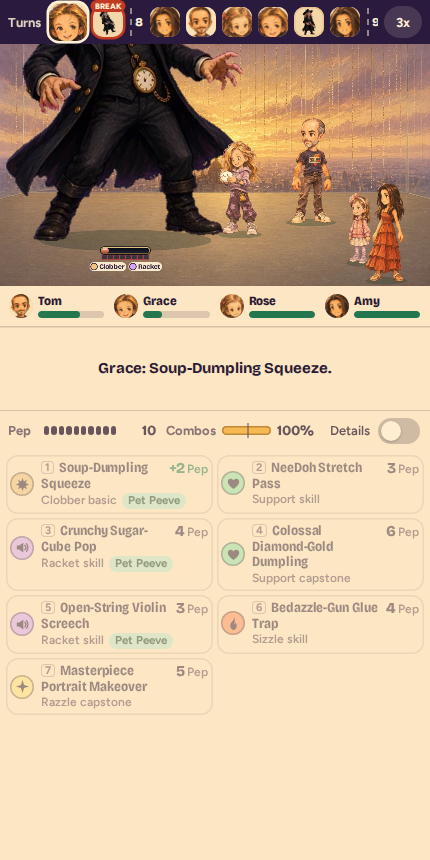 Turns
BREAK
8
9
3x
Clobber Racket
Tom
Grace
Rose
Amy
Grace: Soup-Dumpling Squeeze.
Pep 10 Combos 100% Details
1 Soup-Dumpling Squeeze +2 Pep
Clobber basic Pet Peeve
2 NeeDoh Stretch Pass 3 Pep
Support skill
3 Crunchy Sugar-Cube Pop 4 Pep
Racket skill Pet Peeve
4 Colossal Diamond-Gold Dumpling 6 Pep
Support capstone
5 Open-String Violin Screech 3 Pep
Racket skill Pet Peeve
6 Bedazzle-Gun Glue Trap 4 Pep
Sizzle skill
7 Masterpiece Portrait Makeover 5 Pep
Razzle capstone